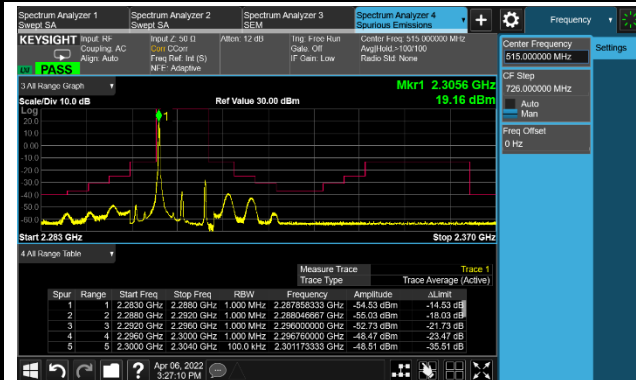 Spectrum Analyzer 1 Spectrum Analyzer 2 Spectrum Analyzer 3 Spectrum Analyzer 4
Swept SA Swept SA SEM Spurious Emissions
Frequency
KEYSIGHT Input: RF Input Z: 50 Ω Atten: 12 dB Trig: Free Run Center Freq: 515.000000 MHz
Coupling: AC Corr CCorr Gate: Off Avg|Hold:>100/100
Align: Auto Freq Ref: Int (S) IF Gain: Low Radio Std: None
NFE: Adaptive
PASS
Center Frequency
515.000000 MHz
Settings
CF Step
726.000000 MHz
Auto
Man
Freq Offset
0 Hz
3 All Range Graph
Mkr1 2.3056 GHz
Scale/Div 10.0 dB Ref Value 30.00 dBm 19.16 dBm
Log
20.0
10.0
0.00
-10.0
-20.0
-30.0
-40.0
-50.0
-60.0
1
Start 2.283 GHz Stop 2.370 GHz
4 All Range Table
Measure Trace Trace 1
Trace Type Trace Average (Active)
Spur Range Start Freq Stop Freq RBW Frequency Amplitude ΔLimit
1 1 2.2830 GHz 2.2880 GHz 1.000 MHz 2.287858333 GHz -54.53 dBm -14.53 dB
2 2 2.2880 GHz 2.2920 GHz 1.000 MHz 2.288046667 GHz -55.03 dBm -18.03 dB
3 3 2.2920 GHz 2.2960 GHz 1.000 MHz 2.296000000 GHz -52.73 dBm -21.73 dB
4 4 2.2960 GHz 2.3000 GHz 1.000 MHz 2.296760000 GHz -48.47 dBm -23.47 dB
5 5 2.3000 GHz 2.3040 GHz 100.0 kHz 2.301173333 GHz -48.51 dBm -35.51 dB
Apr 06, 2022
3:27:10 PM